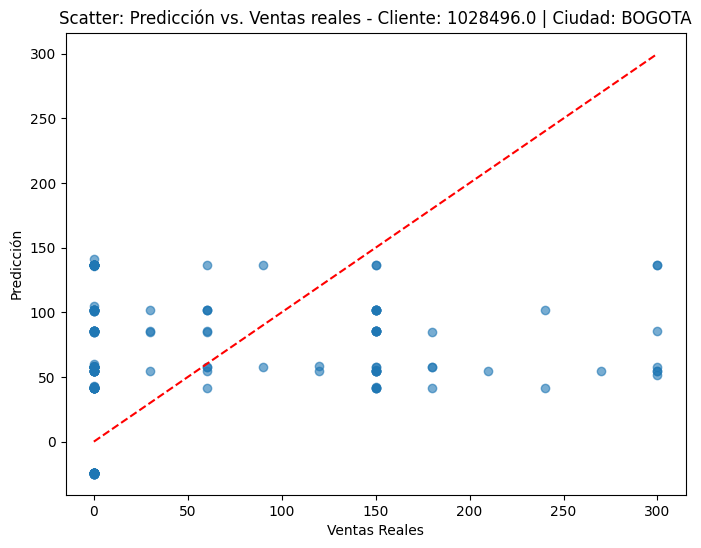 Scatter: Predicción vs. Ventas reales - Cliente: 1028496.0 | Ciudad: BOGOTA
300
250
200
150
100
50
0
Predicción
0 50 100 150 200 250 300
Ventas Reales